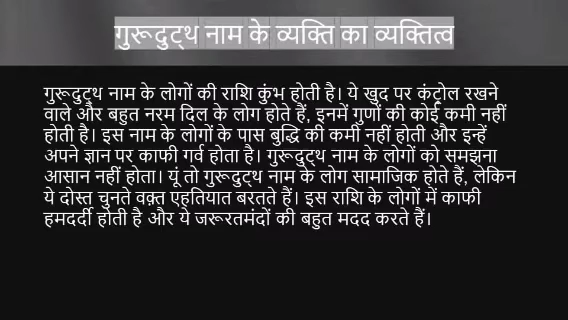 गुरूदुट्थ नाम के व्यक्ति का व्यक्तित्व
गुरूदुट्थ नाम के लोगों की राशि कुंभ होती है। ये खुद पर कंट्रोल रखने
वाले और बहुत नरम दिल के लोग होते हैं, इनमें गुणों की कोई कमी नहीं
होती है। इस नाम के लोगों के पास बुद्धि की कमी नहीं होती और इन्हें
अपने ज्ञान पर काफी गर्व होता है। गुरूदुट्थ नाम के लोगों को समझना
आसान नहीं होता। यूं तो गुरूदुट्थ नाम के लोग सामाजिक होते हैं, लेकिन
ये दोस्त चुनते वक़्त एहतियात बरतते हैं। इस राशि के लोगों में काफी
हमदर्दी होती है और ये जरूरतमंदों की बहुत मदद करते हैं।